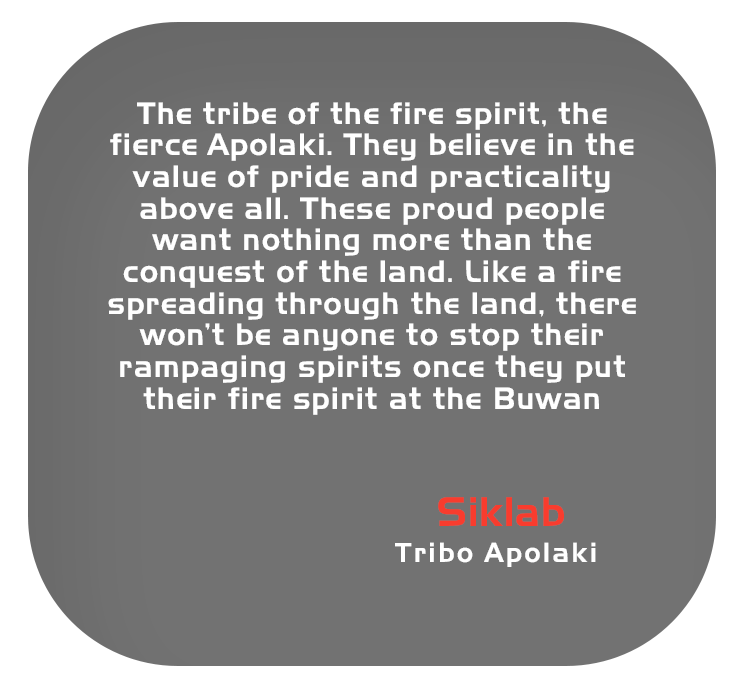 The tribe of the fire spirit, the
fierce Apolaki. They believe in the
value of pride and practicality
above all. These proud people
want nothing more than the
conquest of the land. Like a fire
spreading through the land, there
won't be anyone to stop their
rampaging spirits once they put
their fire spirit at the Buwan
Siklab
Tribo Apolaki